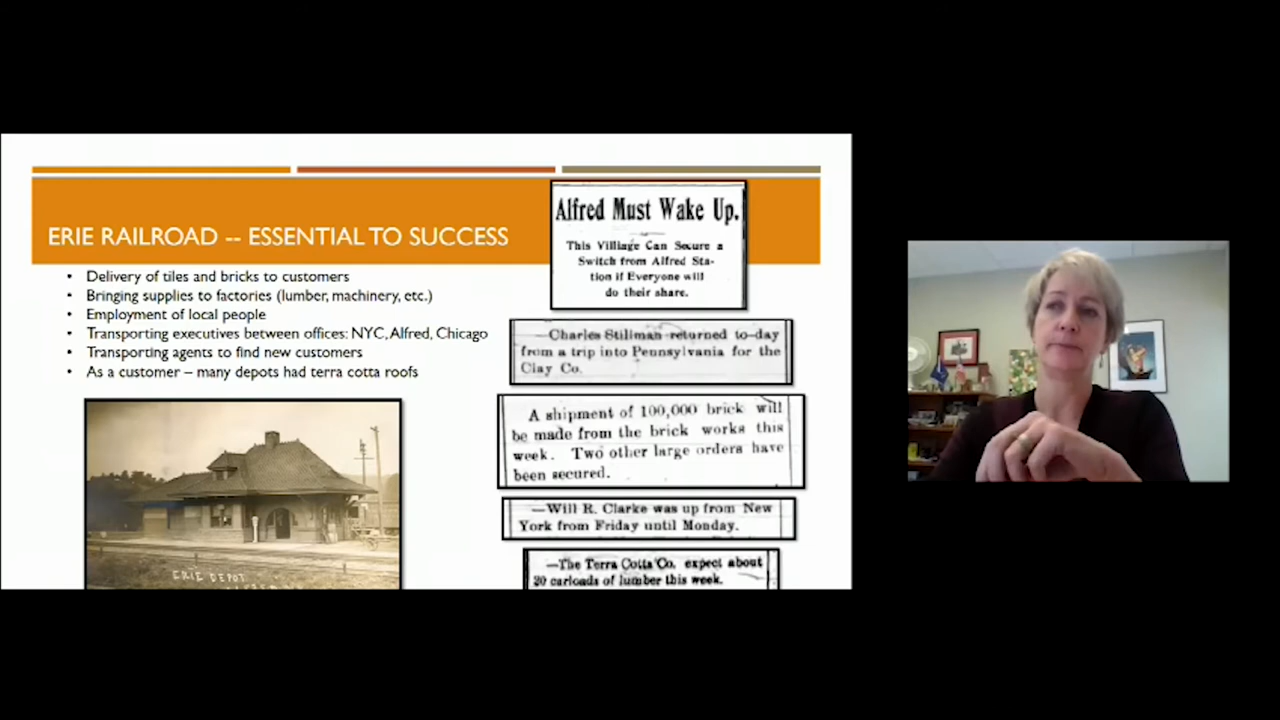 ERIE RAILROAD -- ESSENTIAL TO SUCCESS
• Delivery of tiles and bricks to customers
• Bringing supplies to factories (lumber, machinery, etc.)
• Employment of local people
• Transporting executives between offices: NYC, Alfred, Chicago
• Transporting agents to find new customers
• As a customer – many depots had terra cotta roofs
ERIE DEPOT
Alfred Must Wake Up.
This Village Can Secure a
Switch from Alfred Sta-
tion if Everyone will
do their share.
—Charles Stillman returned to-day
from a trip into Pennsylvania for the
Clay Co.
A shipment of 100,000 brick will
be made from the brick works this
week. Two other large orders have
been secured.
—Will R. Clarke was up from New
York from Friday until Monday.
—The Terra Cotta Co. expect about
20 carloads of lumber this week.